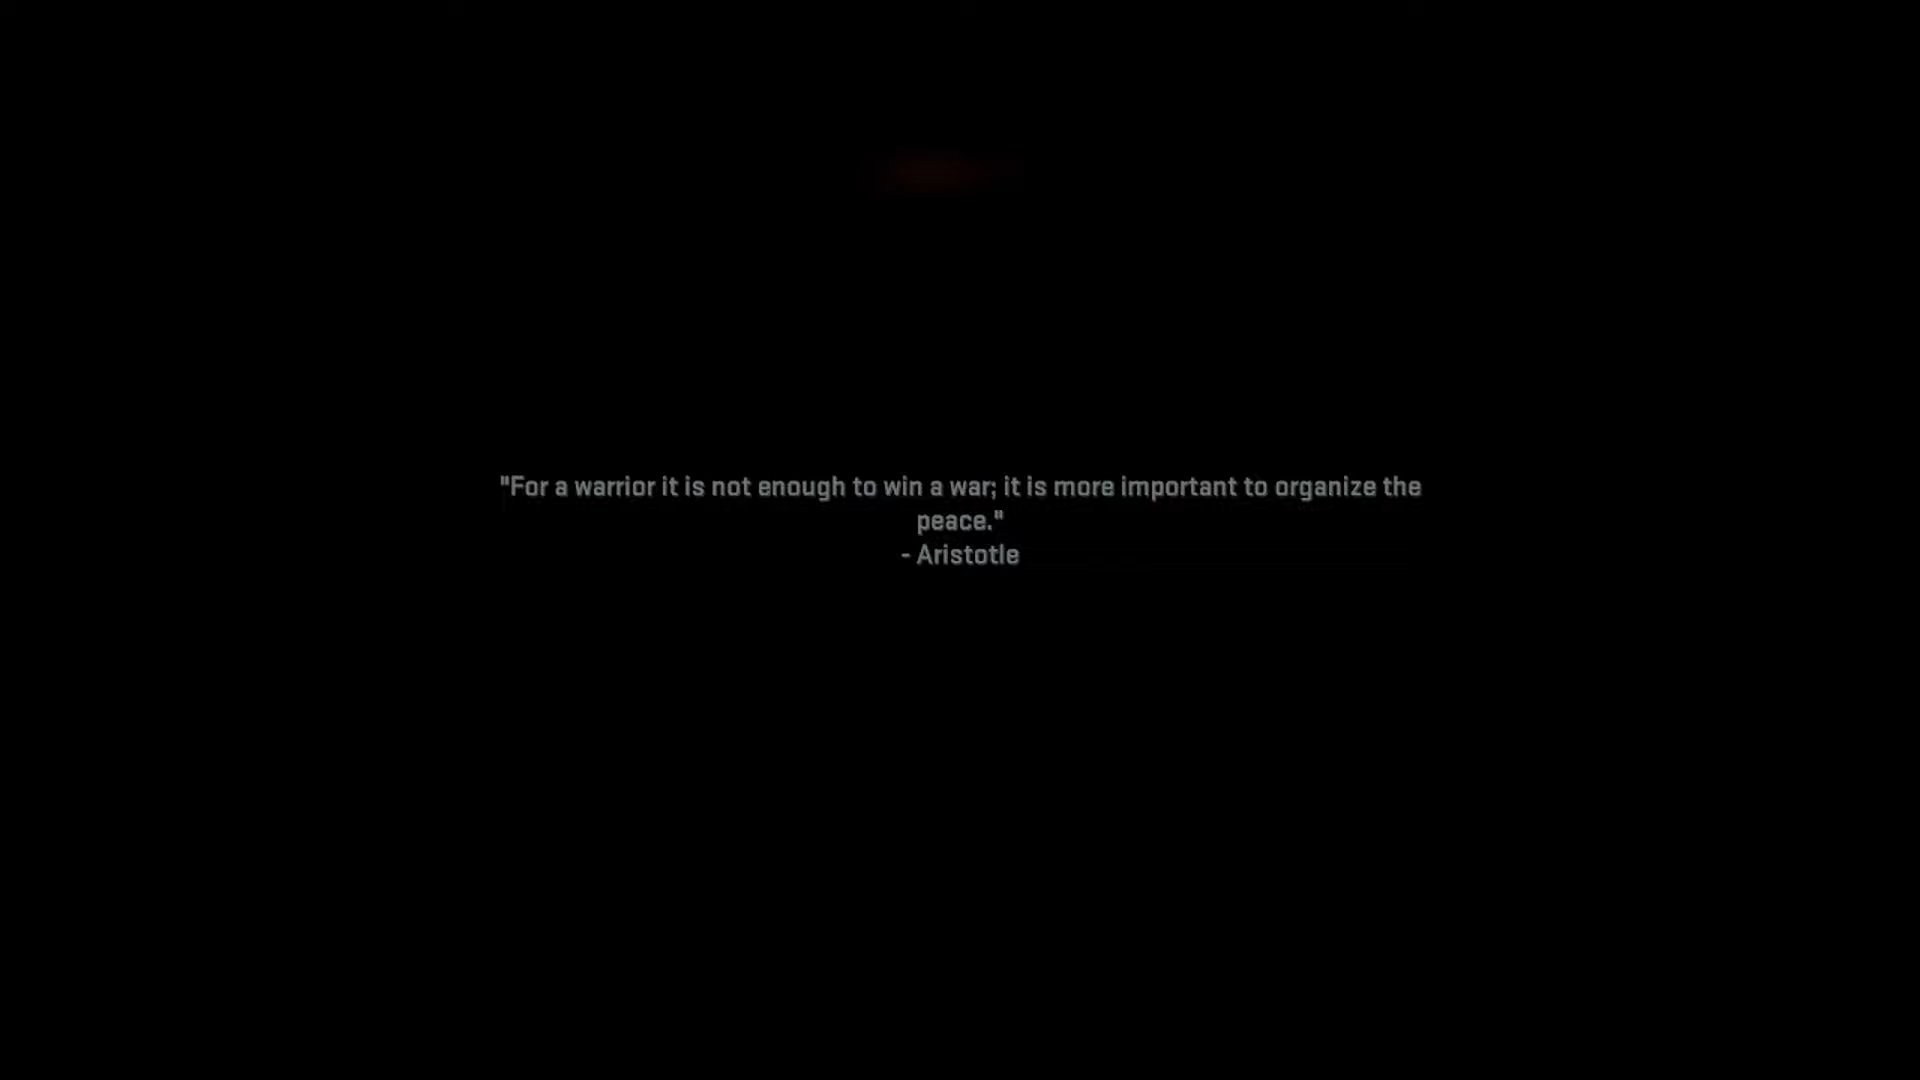 "For a warrior it is not enough to win a war; it is more important to organize the
peace."
- Aristotle